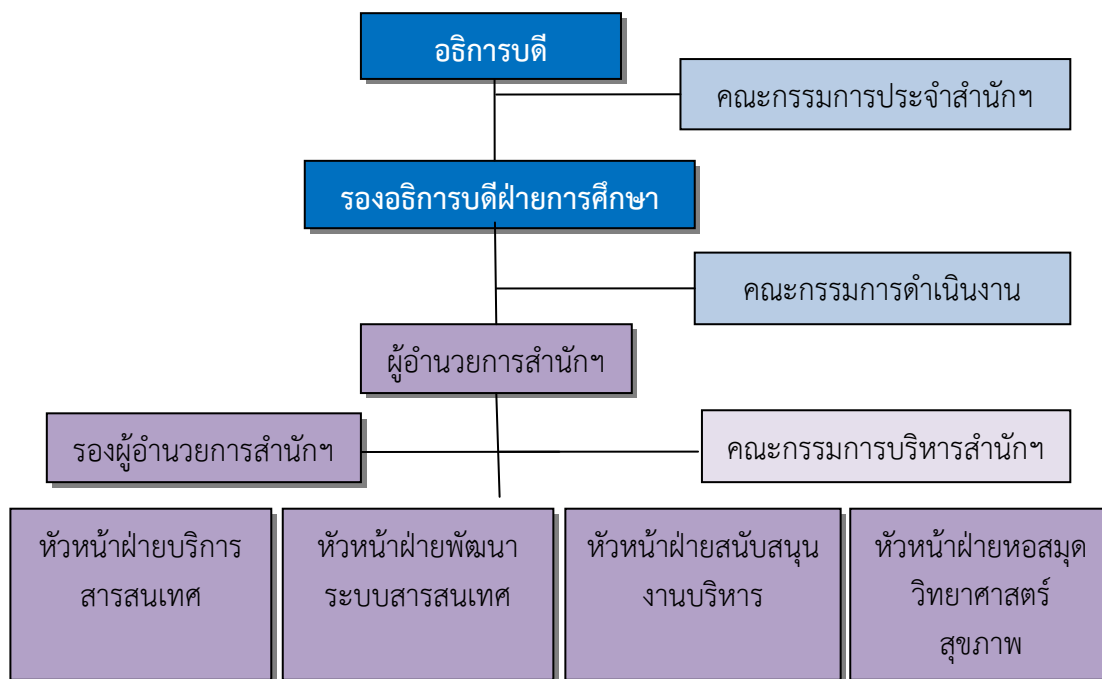 อธิการบดี
คณะกรรมการประจำสำนักฯ
รองอธิการบดีฝ่ายการศึกษา
คณะกรรมการดำเนินงาน
ผู้อำนวยการสำนักฯ
รองผู้อำนวยการสำนักฯ
คณะกรรมการบริหารสำนักฯ
หัวหน้าฝ่ายบริการ
สารสนเทศ
หัวหน้าฝ่ายพัฒนา
ระบบสารสนเทศ
หัวหน้าฝ่ายสนับสนุน
งานบริหาร
หัวหน้าฝ่ายหอสมุด
วิทยาศาสตร์
สุขภาพ